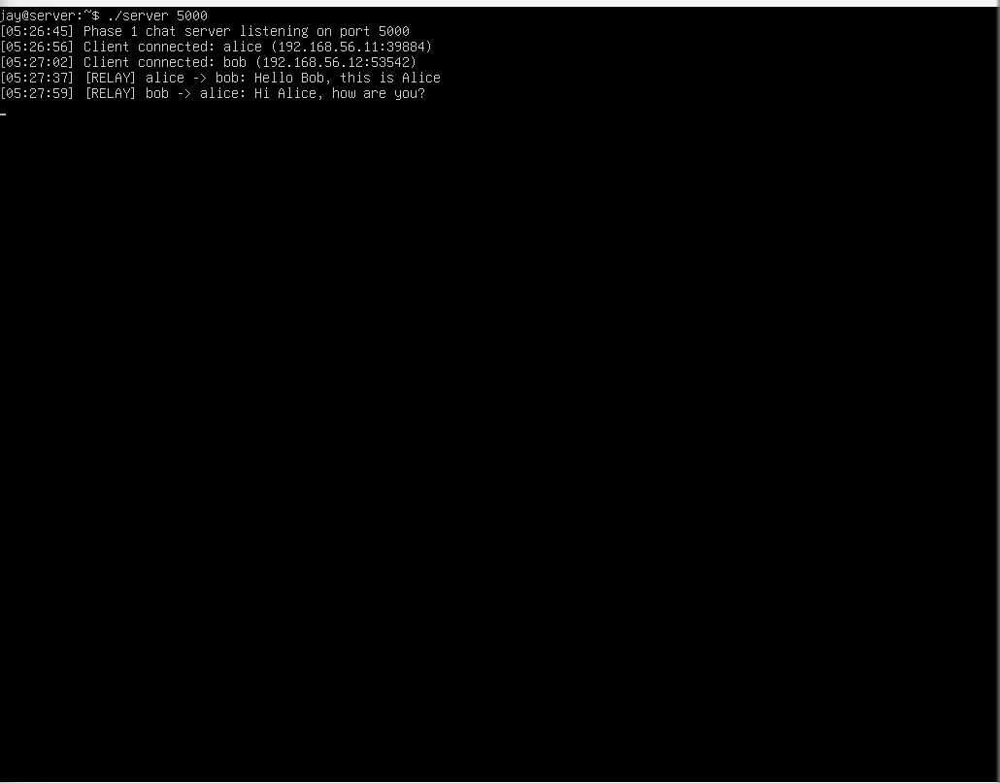 jay@server:~$ ./server 5000
[05:26:45] Phase 1 chat server listening on port 5000
[05:26:56] Client connected: alice (192.168.56.11:39884)
[05:27:02] Client connected: bob (192.168.56.12:53542)
[05:27:37] [RELAY] alice -> bob: Hello Bob, this is Alice
[05:27:59] [RELAY] bob -> alice: Hi Alice, how are you?